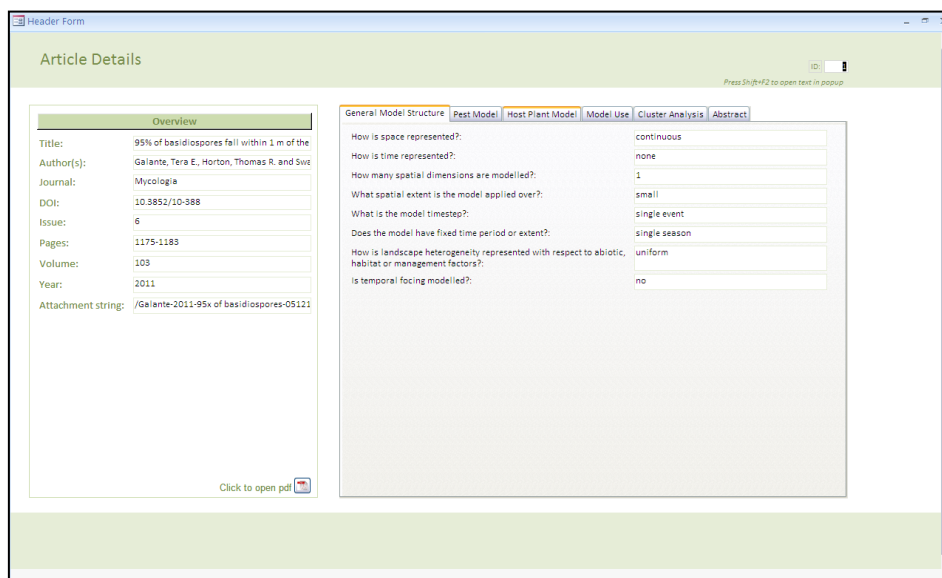 Header Form
Article Details
ID: 1
Press Shift+F2 to open text in popup
Overview
Title: 95% of basidiospores fall within 1 m of the
Author(s): Galante, Tera E., Horton, Thomas R. and Swa
Journal: Mycologia
DOI: 10.3852/10-388
Issue: 6
Pages: 1175-1183
Volume: 103
Year: 2011
Attachment string: /Galante-2011-95x of basidiospores-05121
Click to open pdf
General Model Structure Pest Model Host Plant Model Model Use Cluster Analysis Abstract
How is space represented?: continuous
How is time represented?: none
How many spatial dimensions are modelled?: 1
What spatial extent is the model applied over?: small
What is the model timestep?: single event
Does the model have fixed time period or extent?: single season
How is landscape heterogeneity represented with respect to abiotic, uniform
habitat or management factors?:
Is temporal focing modelled?: no